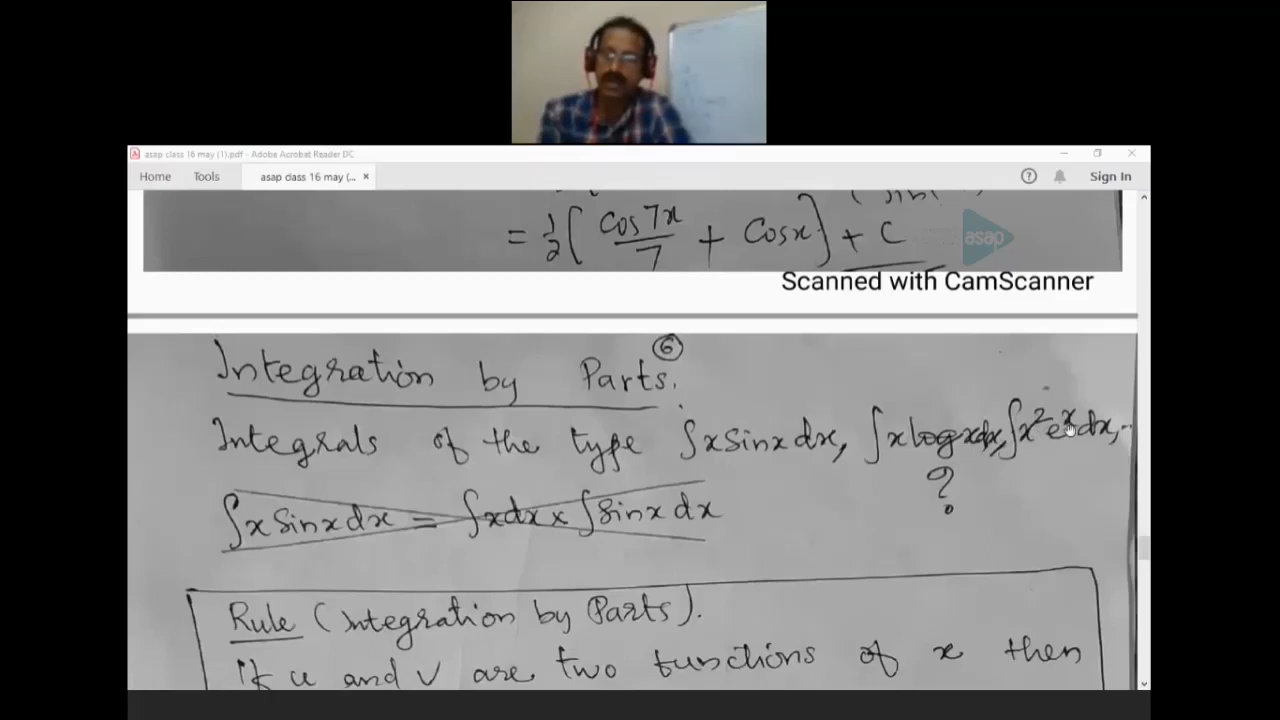 asap class 16 may (1).pdf - Adobe Acrobat Reader DC
Home Tools asap class 16 may (... × Sign In
= 1/2 [ cos7x/7 + cosx ] + C
asap
Scanned with CamScanner
6
Integration by Parts.
Integrals of the type ∫x sinx dx, ∫x logx dx, ∫x²eˣdx, ..
?
∫x sinx dx = ∫xdx × ∫sinx dx
Rule (Integration by Parts).
If u and v are two functions of x then